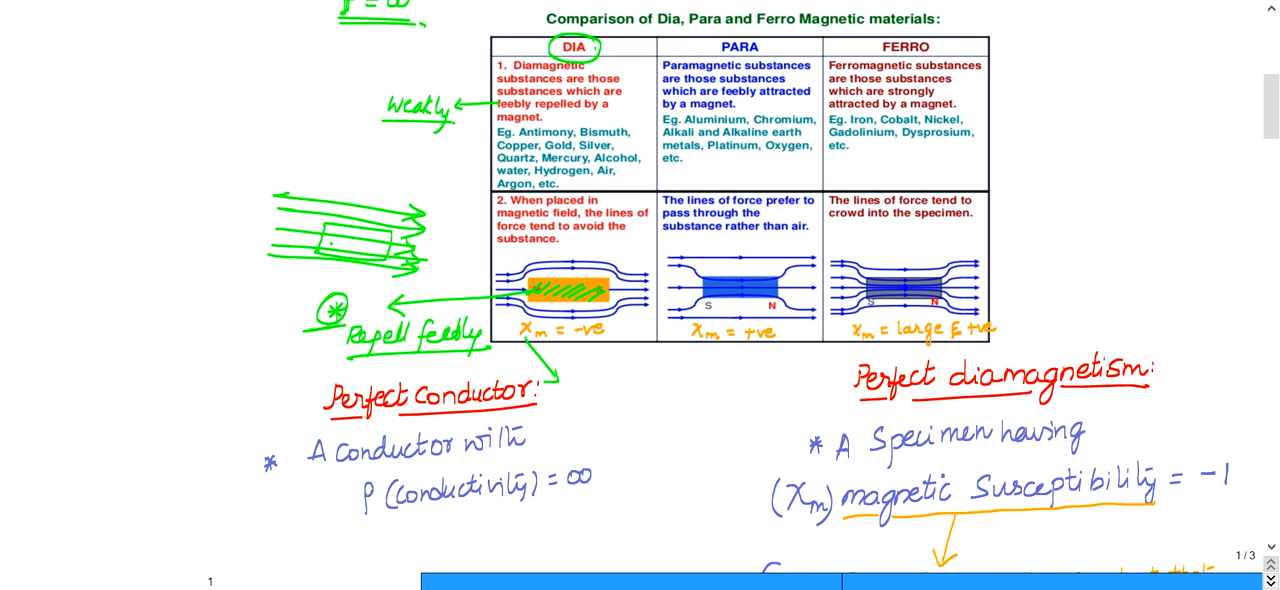 ρ = ∞
Comparison of Dia, Para and Ferro Magnetic materials:
DIA
PARA
FERRO
1. Diamagnetic
substances are those
substances which are
feebly repelled by a
magnet.
Eg. Antimony, Bismuth,
Copper, Gold, Silver,
Quartz, Mercury, Alcohol,
water, Hydrogen, Air,
Argon, etc.
Paramagnetic substances
are those substances
which are feebly attracted
by a magnet.
Eg. Aluminium, Chromium,
Alkali and Alkaline earth
metals, Platinum, Oxygen,
etc.
Ferromagnetic substances
are those substances
which are strongly
attracted by a magnet.
Eg. Iron, Cobalt, Nickel,
Gadolinium, Dysprosium,
etc.
Weakly
2. When placed in
magnetic field, the lines of
force tend to avoid the
substance.
The lines of force prefer to
pass through the
substance rather than air.
The lines of force tend to
crowd into the specimen.
S N
S N
χm = -ve
χm = +ve
χm = large & +ve
* Repell feedly
Perfect Conductor:
* A Conductor with
ρ (conductivity) = ∞
Perfect diamagnetism:
* A Specimen having
(χm) magnetic Susceptibility = -1
1 / 3
1